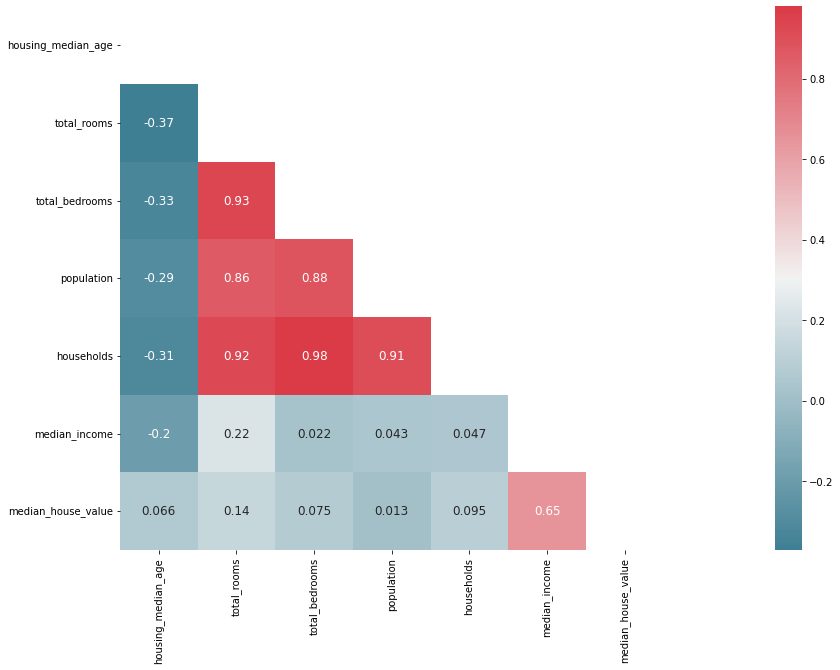 housing_median_age
total_rooms -0.37
total_bedrooms -0.33 0.93
population -0.29 0.86 0.88
households -0.31 0.92 0.98 0.91
median_income -0.2 0.22 0.022 0.043 0.047
median_house_value 0.066 0.14 0.075 0.013 0.095 0.65
housing_median_age
total_rooms
total_bedrooms
population
households
median_income
median_house_value
0.8
0.6
0.4
0.2
0.0
−0.2